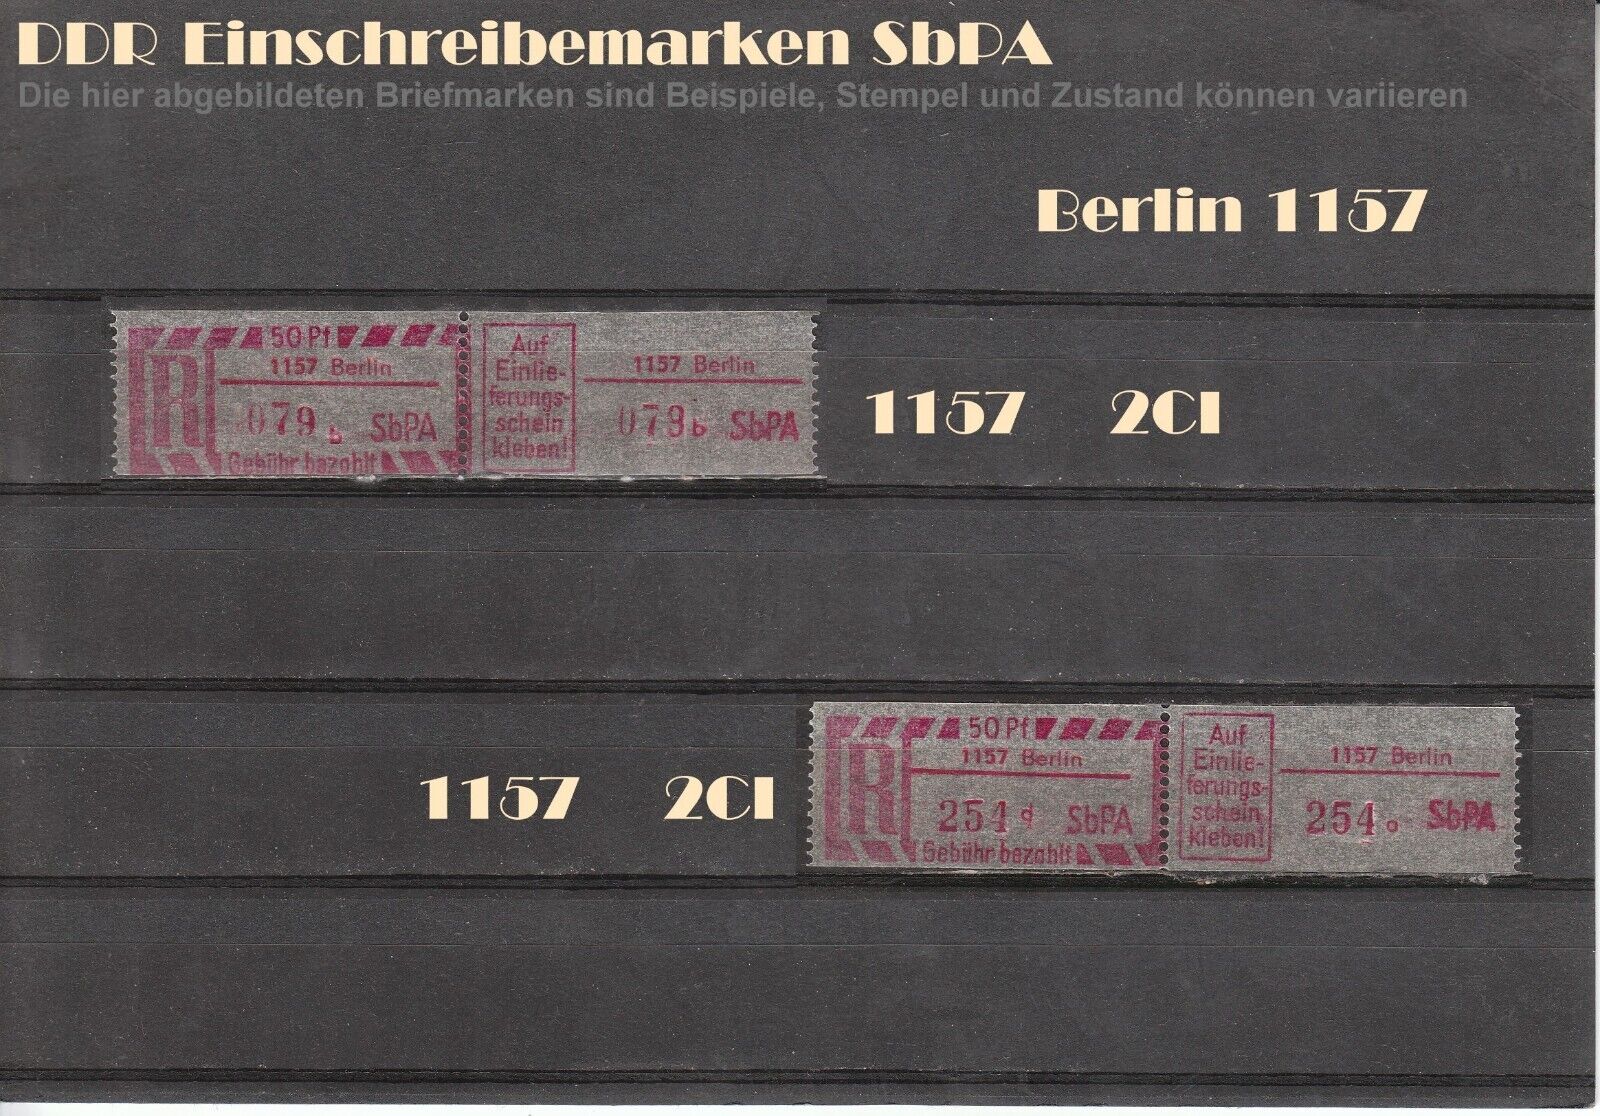 DDR Einschreibemarken SbPA
Die hier abgebildeten Briefmarken sind Beispiele, Stempel und Zustand können variieren
Berlin 1157
50 Pf
R
1157 Berlin
079 b SbPA
Gebühr bezahlt
Auf
Einlie-
ferungs-
schein
kleben!
1157 Berlin
079 b SbPA
1157 2CI
1157 2CI
50 Pf
R
1157 Berlin
254 d SbPA
Gebühr bezahlt
Auf
Einlie-
ferungs-
schein
kleben!
1157 Berlin
254 SbPA